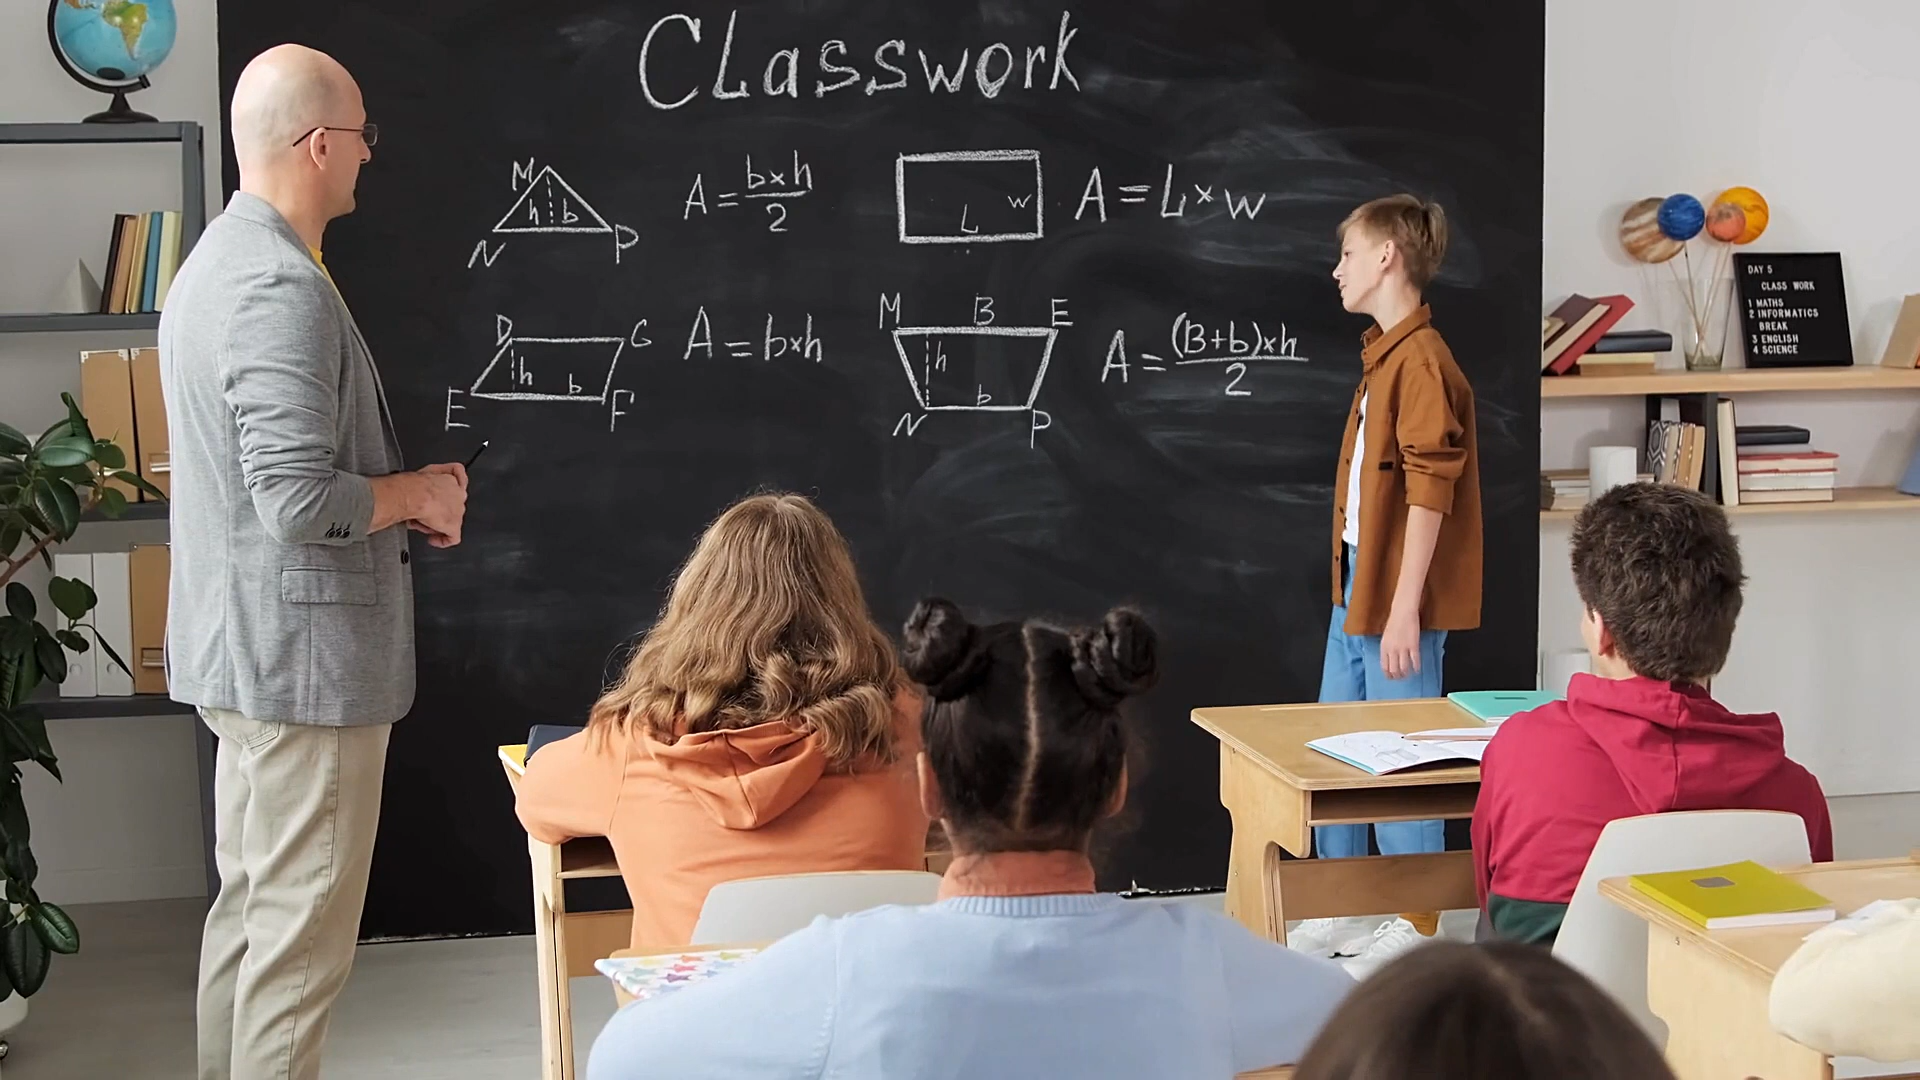 Classwork
M
h b
N P
A = b×h / 2
L w
A = L × w
D G
h b
E F
A = b×h
M B E
h
b
N P
A = (B+b)×h / 2
DAY 5
CLASS WORK
1 MATHS
2 INFORMATICS
BREAK
3 ENGLISH
4 SCIENCE